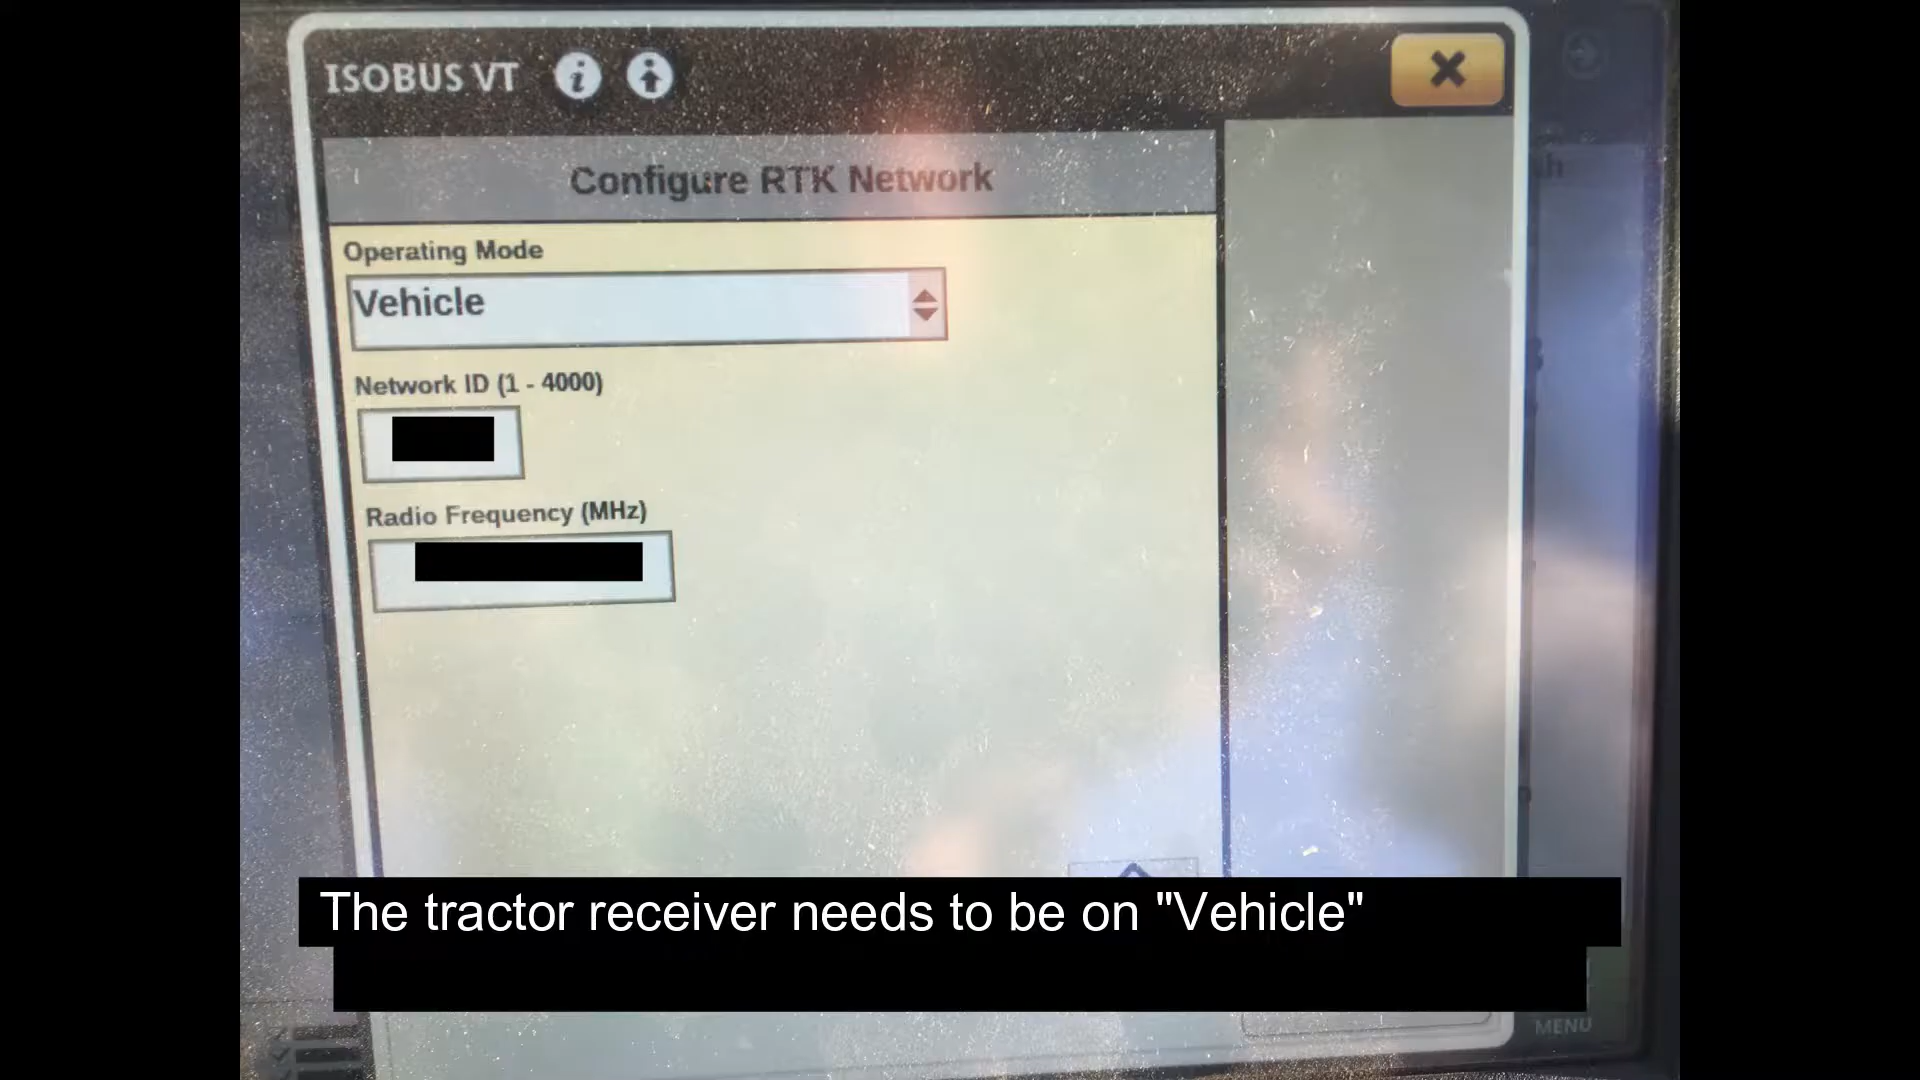 ISOBUS VT
Configure RTK Network
Operating Mode
Vehicle
Network ID (1 - 4000)
Radio Frequency (MHz)
The tractor receiver needs to be on "Vehicle"
MENU